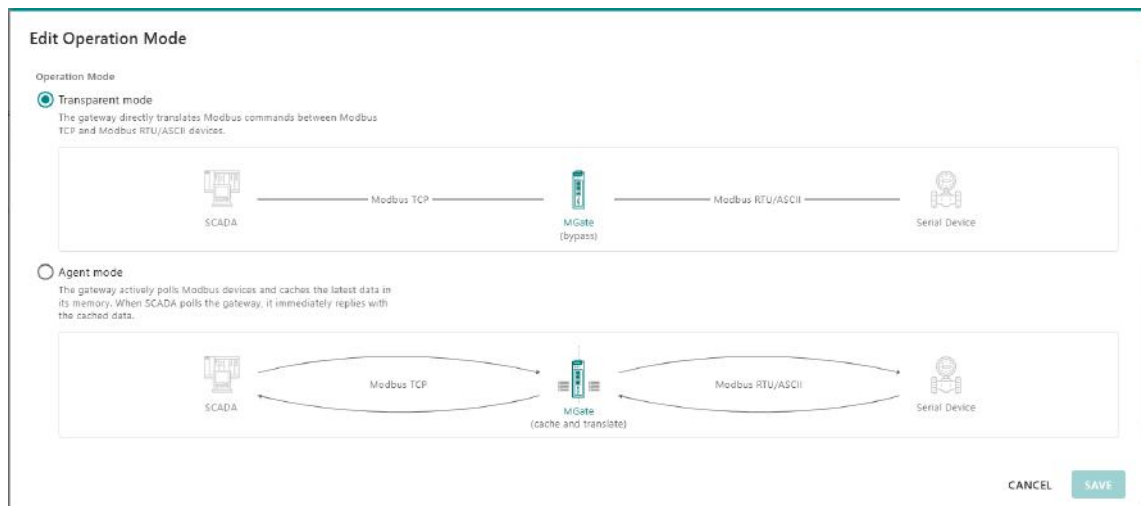 Edit Operation Mode
Operation Mode
Transparent mode
The gateway directly translates Modbus commands between Modbus
TCP and Modbus RTU/ASCII devices.
SCADA
Modbus TCP
MGate
(bypass)
Modbus RTU/ASCII
Serial Device
Agent mode
The gateway actively polls Modbus devices and caches the latest data in
its memory. When SCADA polls the gateway, it immediately replies with
the cached data.
SCADA
Modbus TCP
MGate
(cache and translate)
Modbus RTU/ASCII
Serial Device
CANCEL
SAVE